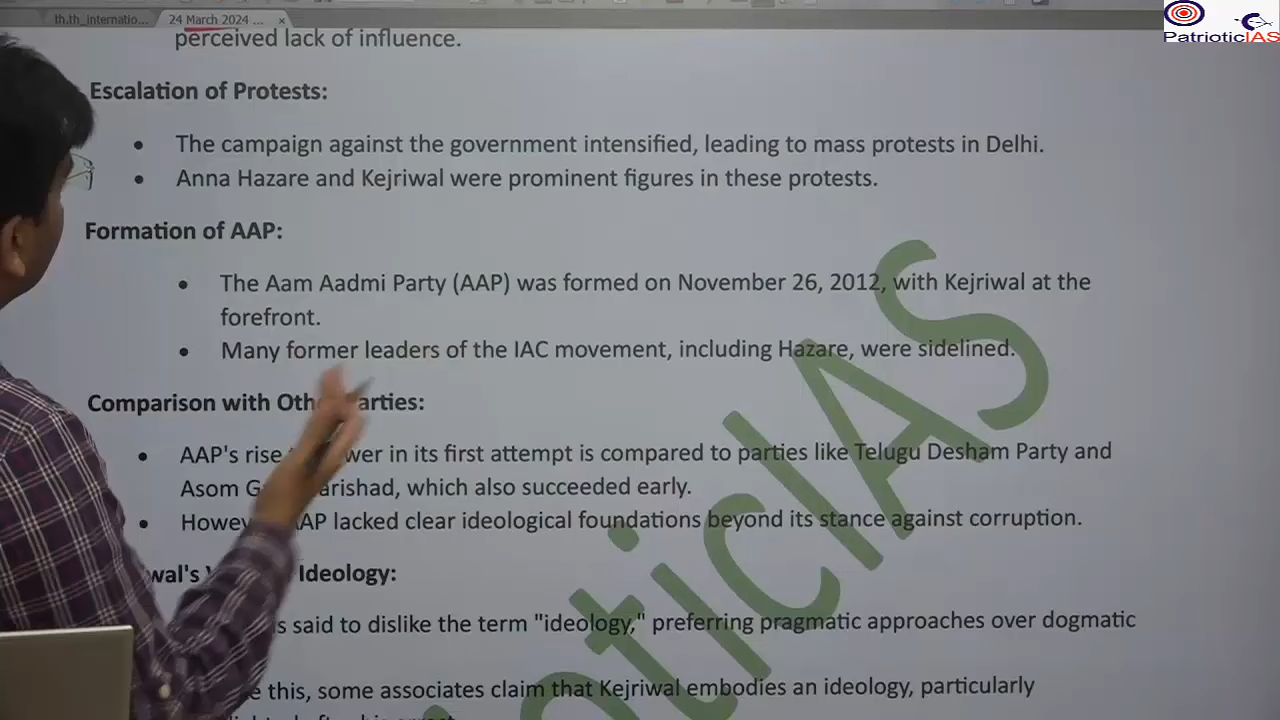 th.th_internatio...
24 March 2024 ...
PatrioticIAS
perceived lack of influence.
Escalation of Protests:
• The campaign against the government intensified, leading to mass protests in Delhi.
• Anna Hazare and Kejriwal were prominent figures in these protests.
Formation of AAP:
• The Aam Aadmi Party (AAP) was formed on November 26, 2012, with Kejriwal at the
forefront.
• Many former leaders of the IAC movement, including Hazare, were sidelined.
Comparison with Oth arties:
• AAP's rise wer in its first attempt is compared to parties like Telugu Desham Party and
Asom G arishad, which also succeeded early.
• Howev AAP lacked clear ideological foundations beyond its stance against corruption.
wal's Ideology:
s said to dislike the term "ideology," preferring pragmatic approaches over dogmatic
e this, some associates claim that Kejriwal embodies an ideology, particularly
oticIAS